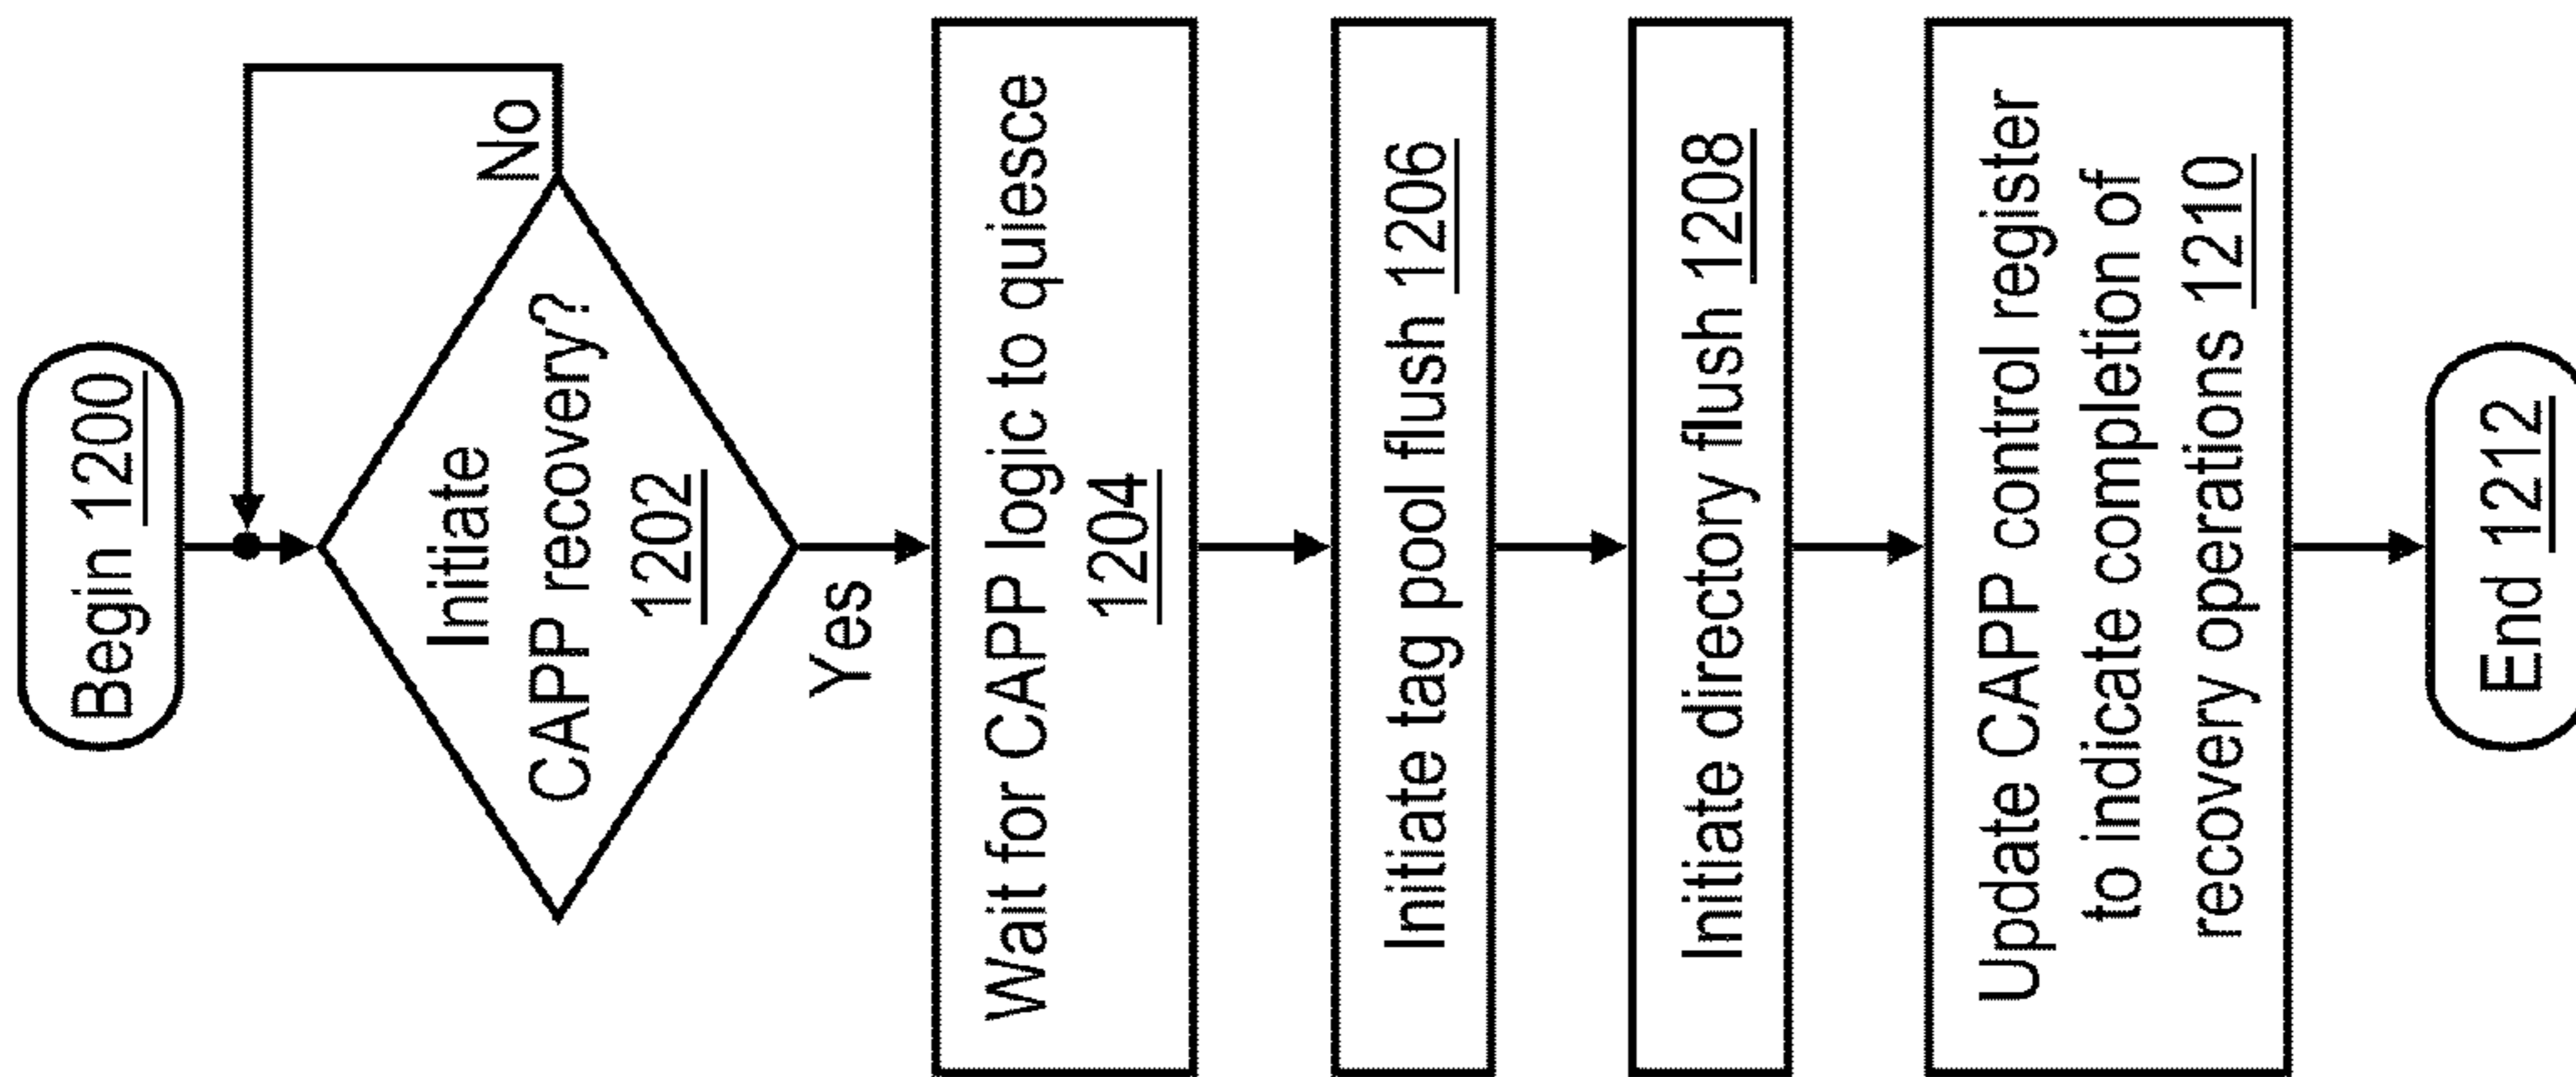 Begin 1200
Initiate
CAPP recovery?
1202
No
Yes
Wait for CAPP logic to quiesce
1204
Initiate tag pool flush 1206
Initiate directory flush 1208
Update CAPP control register
to indicate completion of
recovery operations 1210
End 1212